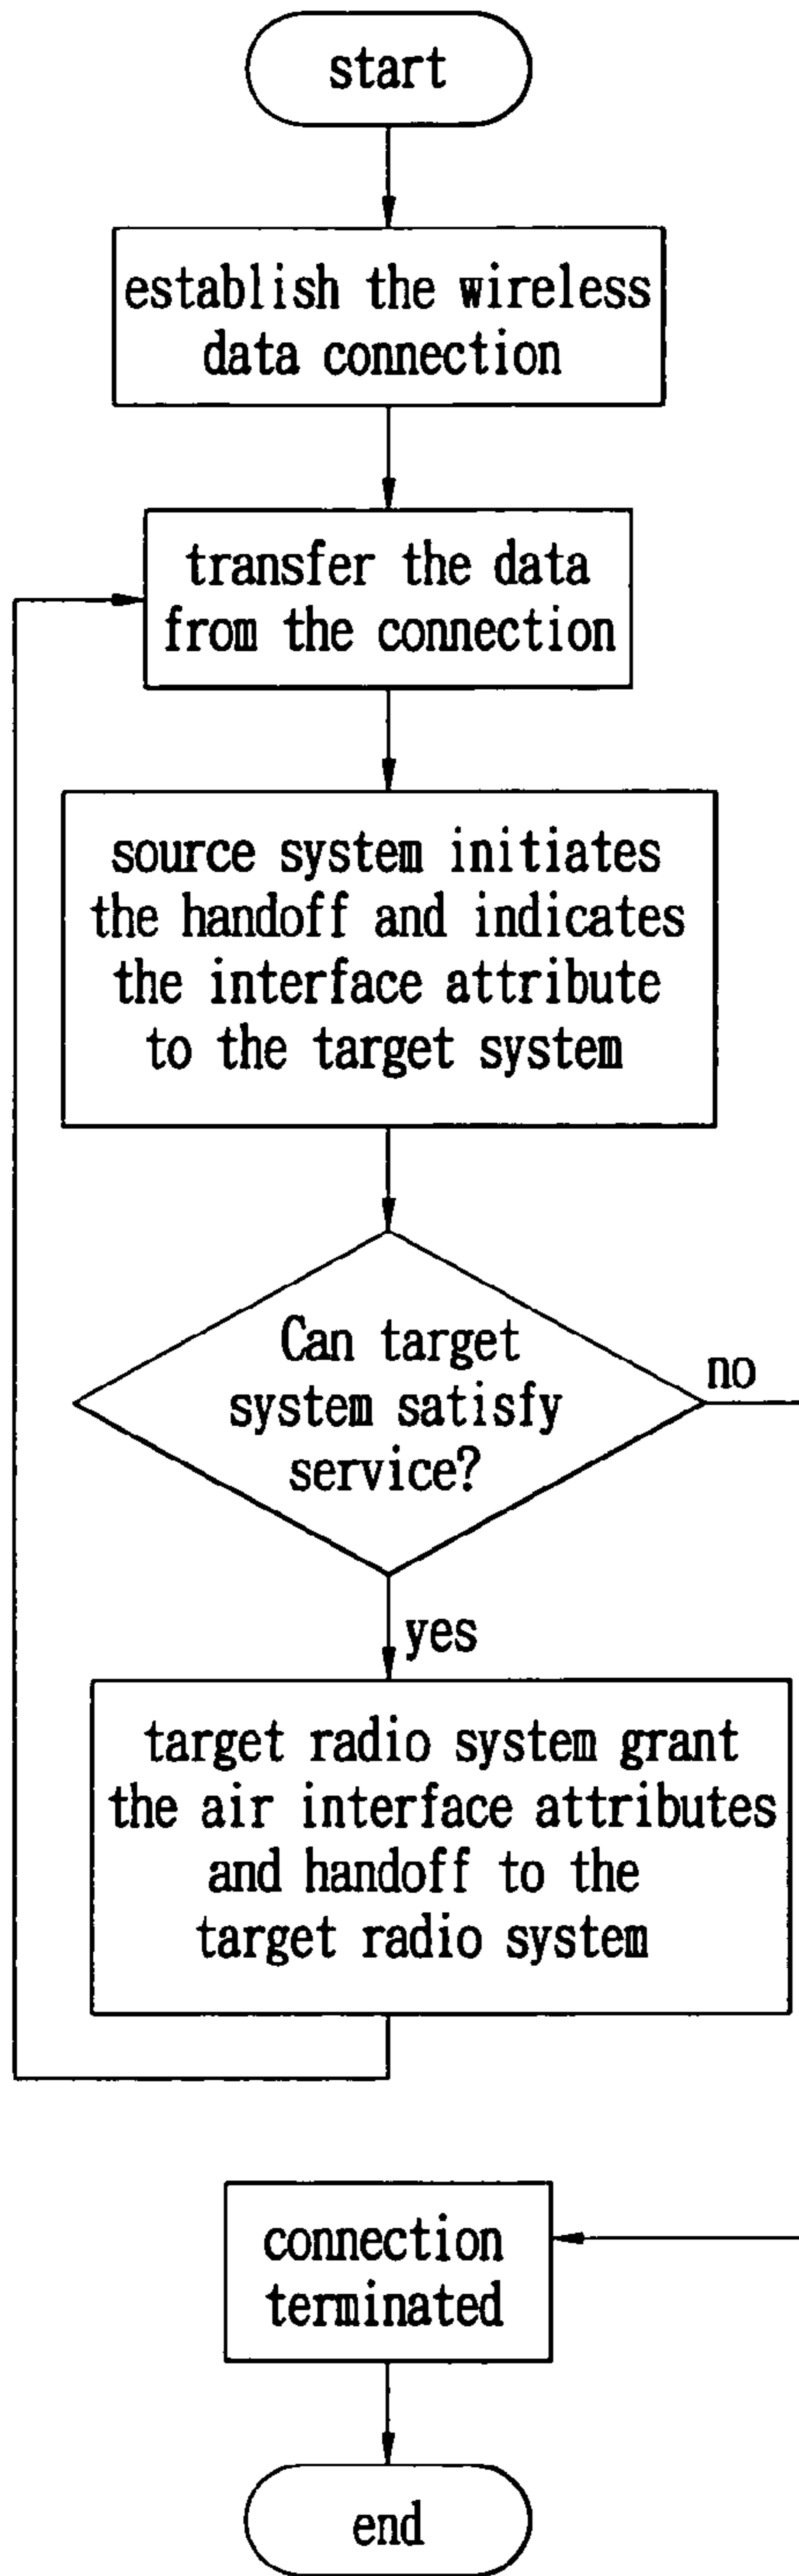 start
establish the wireless
data connection
transfer the data
from the connection
source system initiates
the handoff and indicates
the interface attribute
to the target system
Can target
system satisfy
service?
no
yes
target radio system grant
the air interface attributes
and handoff to the
target radio system
connection
terminated
end